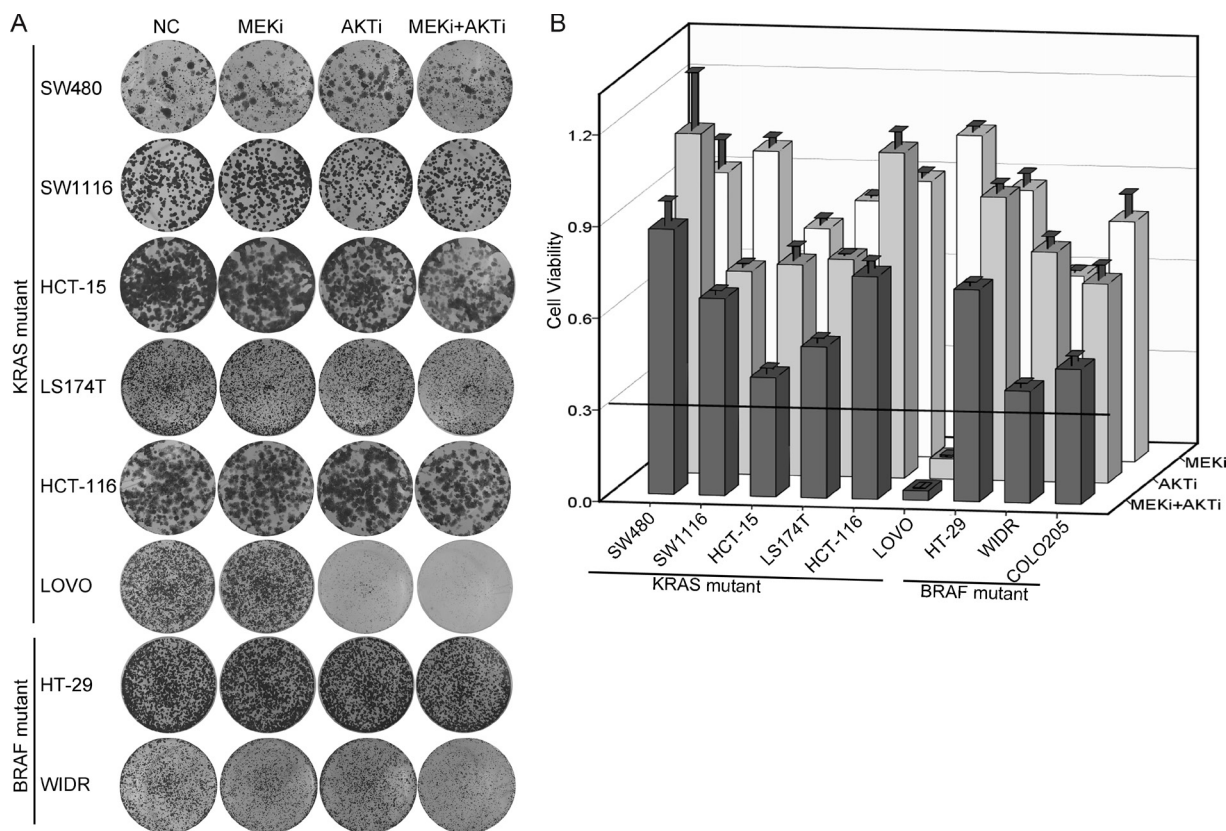 A
NC MEKi AKTi MEKi+AKTi
KRAS mutant
SW480
SW1116
HCT-15
LS174T
HCT-116
LOVO
BRAF mutant
HT-29
WIDR
B
Cell Viability
1.2
0.9
0.6
0.3
0.0
MEKi
AKTi
MEKi+AKTi
SW480 SW1116 HCT-15 LS174T HCT-116 LOVO HT-29 WIDR COLO205
KRAS mutant BRAF mutant